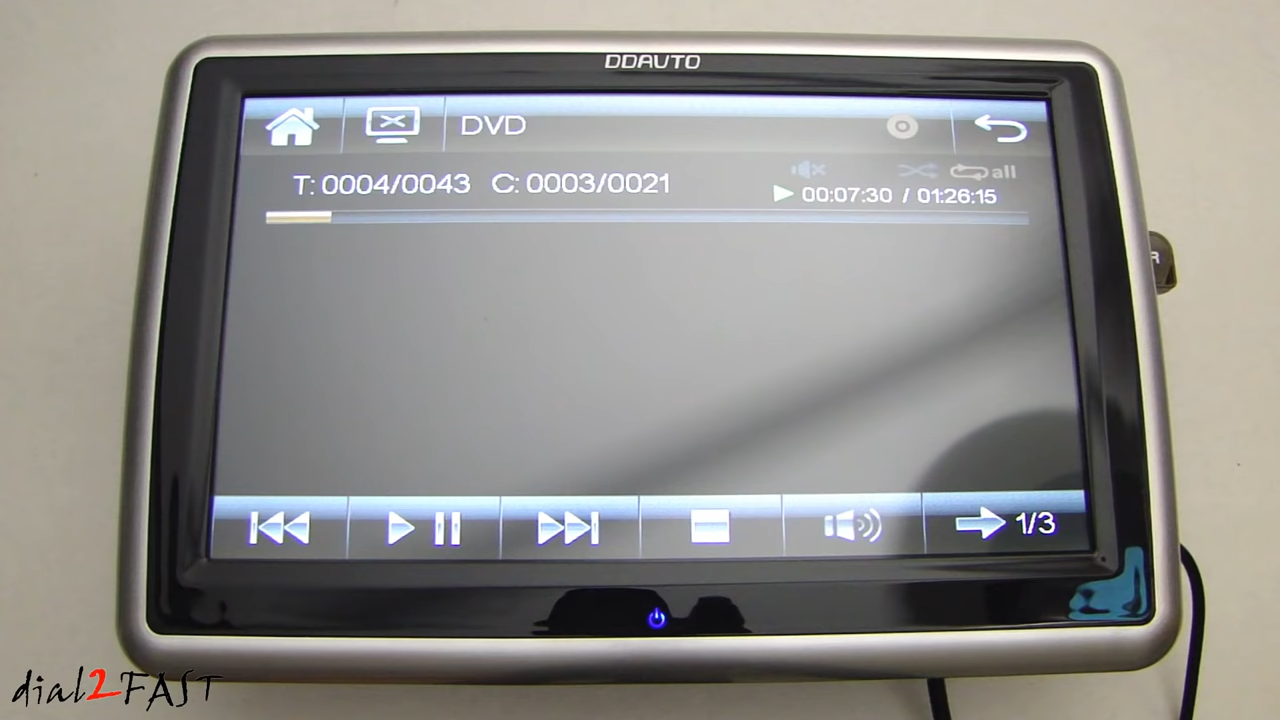 DDAUTO
DVD
all
T: 0004/0043 C: 0003/0021
00:07:30 / 01:26:15
R
1/3
dial2FAST